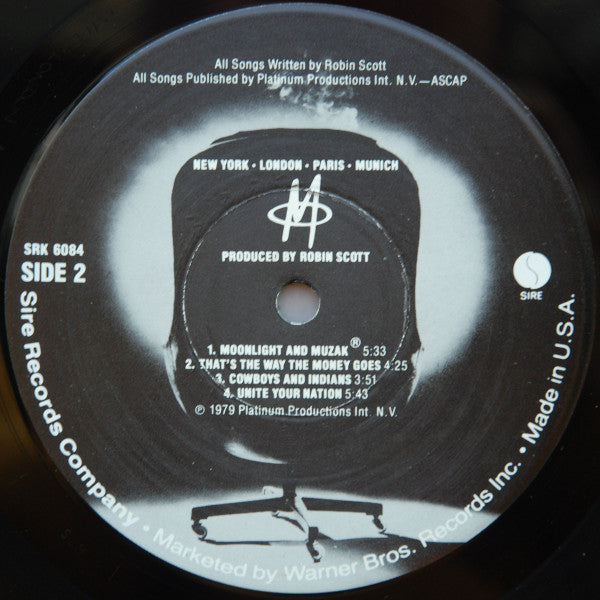 All Songs Written by Robin Scott
All Songs Published by Platinum Productions Int. N.V.—ASCAP
NEW YORK • LONDON • PARIS • MUNICH
M
PRODUCED BY ROBIN SCOTT
SRK 6084
SIDE 2
SIRE
1. MOONLIGHT AND MUZAK® 5:33
2. THAT'S THE WAY THE MONEY GOES 4:25
3. COWBOYS AND INDIANS 3:51
4. UNITE YOUR NATION 5:43
℗ 1979 Platinum Productions Int. N.V.
Sire Records Company • Marketed by Warner Bros. Records Inc. • Made in U.S.A.